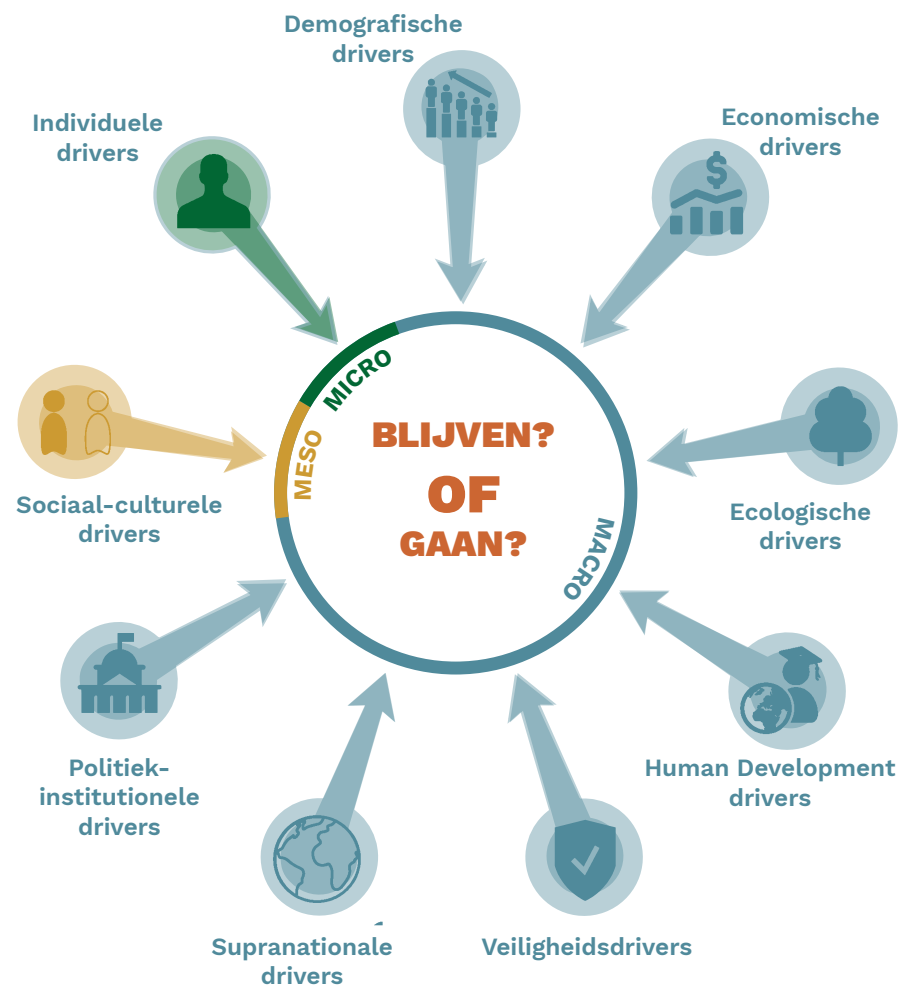 Demografische
drivers
Individuele
drivers
Economische
drivers
$
MICRO
MESO
BLIJVEN?
OF
GAAN?
MACRO
Sociaal-culturele
drivers
Ecologische
drivers
Politiek-
institutionele
drivers
Human Development
drivers
Supranationale
drivers
Veiligheidsdrivers